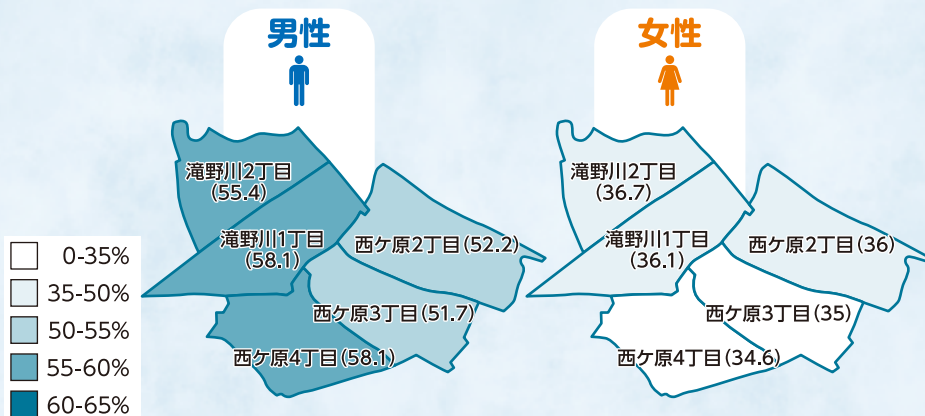 男性
滝野川2丁目
(55.4)
滝野川1丁目
(58.1)
西ケ原2丁目(52.2)
西ケ原3丁目(51.7)
西ケ原4丁目(58.1)
女性
滝野川2丁目
(36.7)
滝野川1丁目
(36.1)
西ケ原2丁目(36)
西ケ原3丁目(35)
西ケ原4丁目(34.6)
0-35%
35-50%
50-55%
55-60%
60-65%